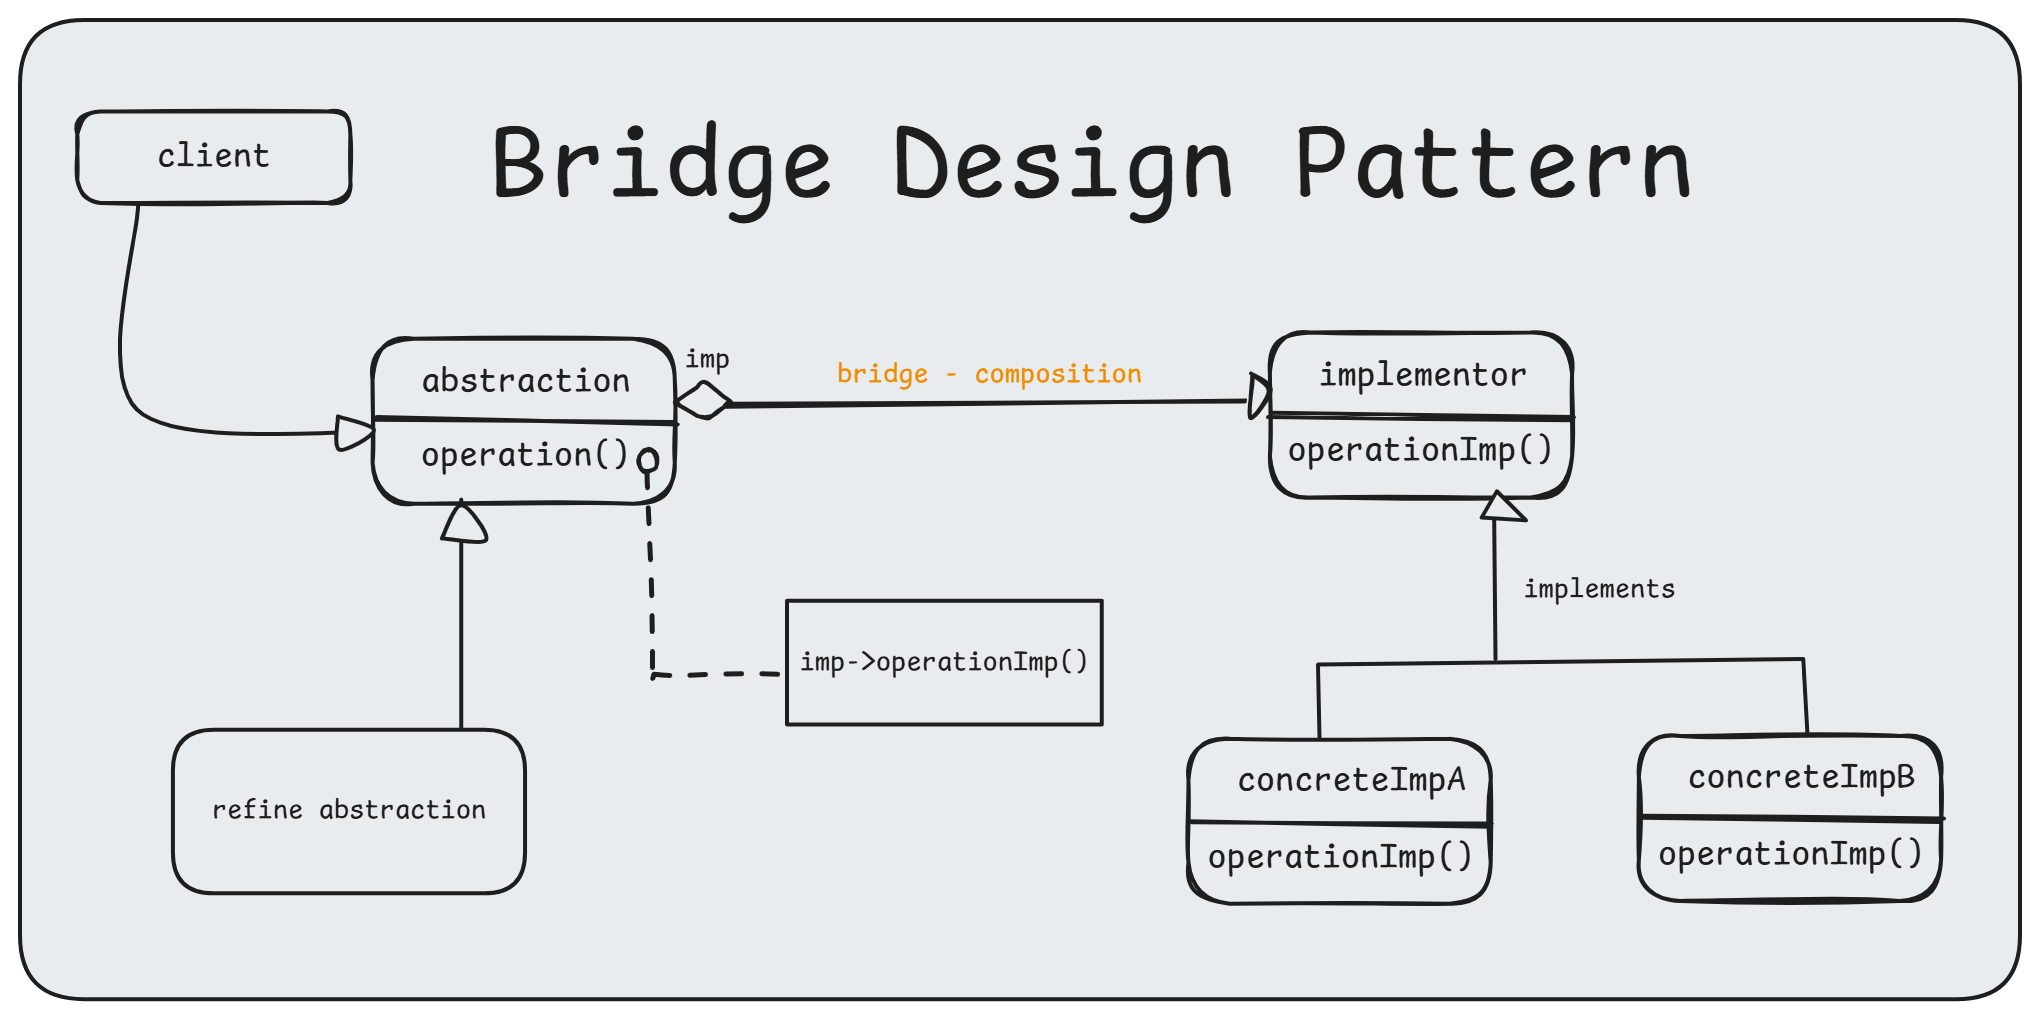 client
Bridge Design Pattern
abstraction
operation()
imp
bridge - composition
implementor
operationImp()
implements
imp->operationImp()
refine abstraction
concreteImpA
operationImp()
concreteImpB
operationImp()